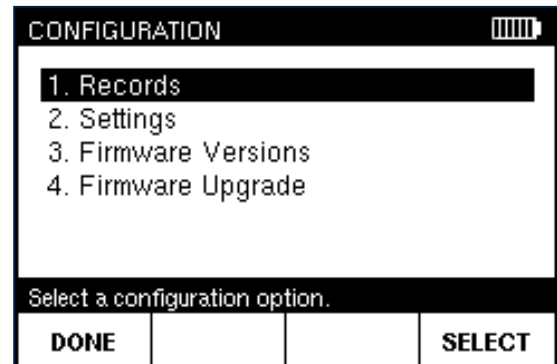 CONFIGURATION
1. Records
2. Settings
3. Firmware Versions
4. Firmware Upgrade
Select a configuration option.
DONE SELECT